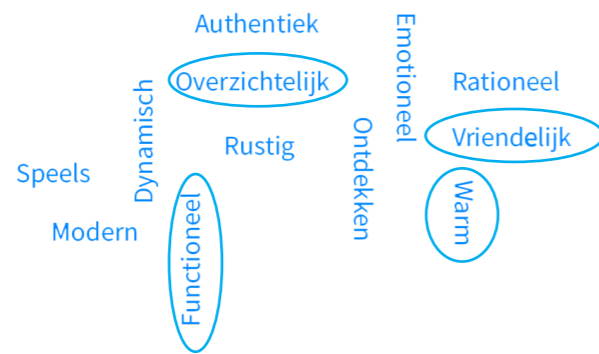 Authentiek
Emotioneel
Overzichtelijk
Rationeel
Dynamisch
Rustig
Ontdekken
Vriendelijk
Speels
Warm
Modern
Functioneel